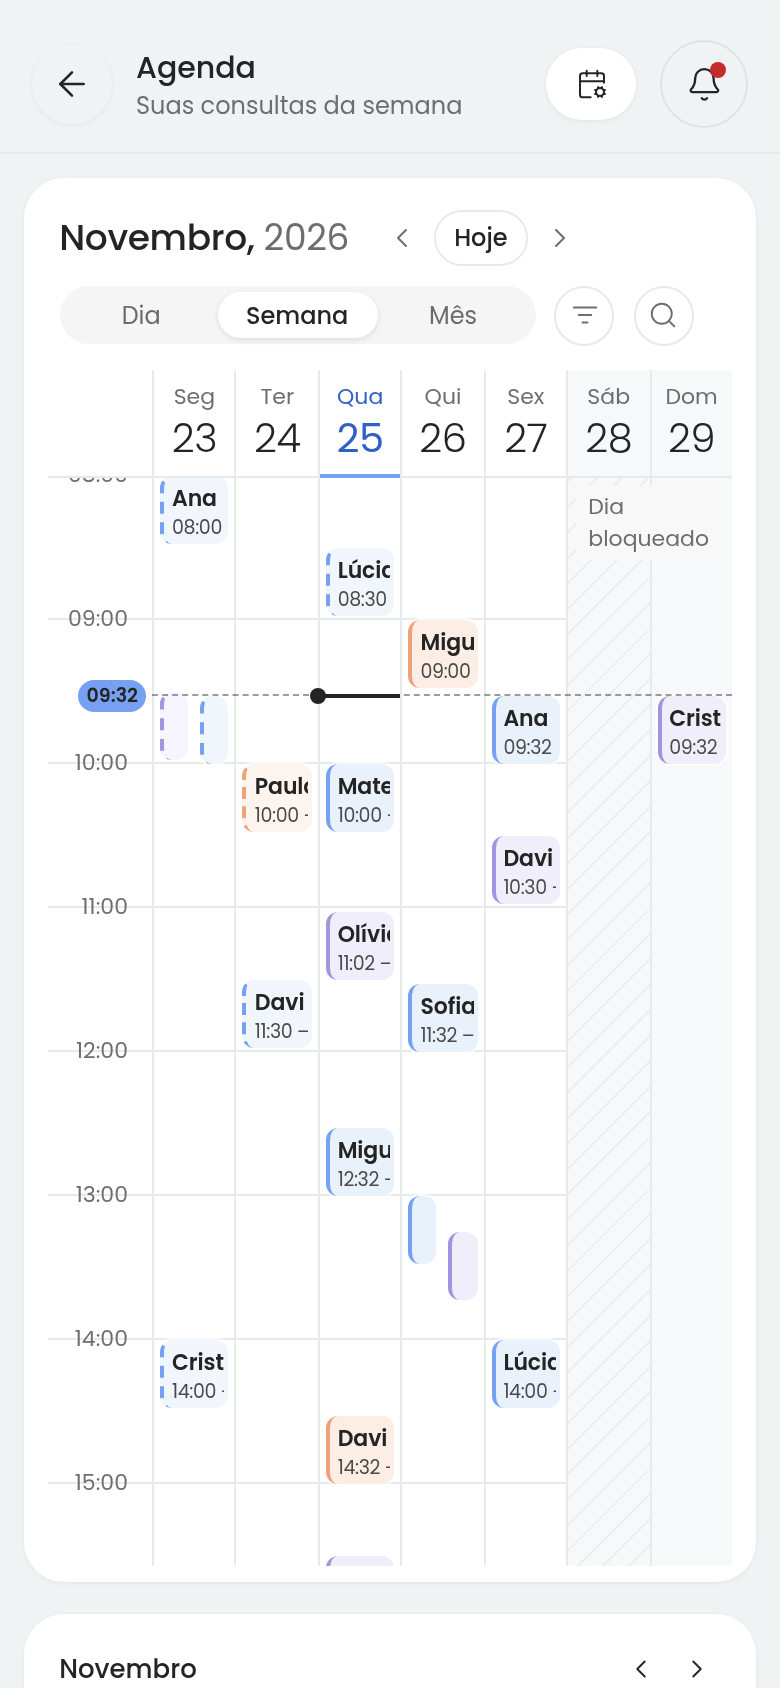 Agenda
Suas consultas da semana
Novembro, 2026
Hoje
Dia
Semana
Mês
Seg
23
Ter
24
Qua
25
Qui
26
Sex
27
Sáb
28
Dom
29
Ana
08:00
Dia
bloqueado
08:30
09:00
Migu
09:00
09:32
Ana
09:32
Crist
09:32
10:00
10:00 -
Mate
10:00 -
Davi
10:30 -
11:00
11:02 –
Davi
11:30 –
Sofia
11:32 –
12:00
Migu
12:32 -
13:00
14:00
Crist
14:00 -
14:00 -
Davi
14:32 -
15:00
Novembro